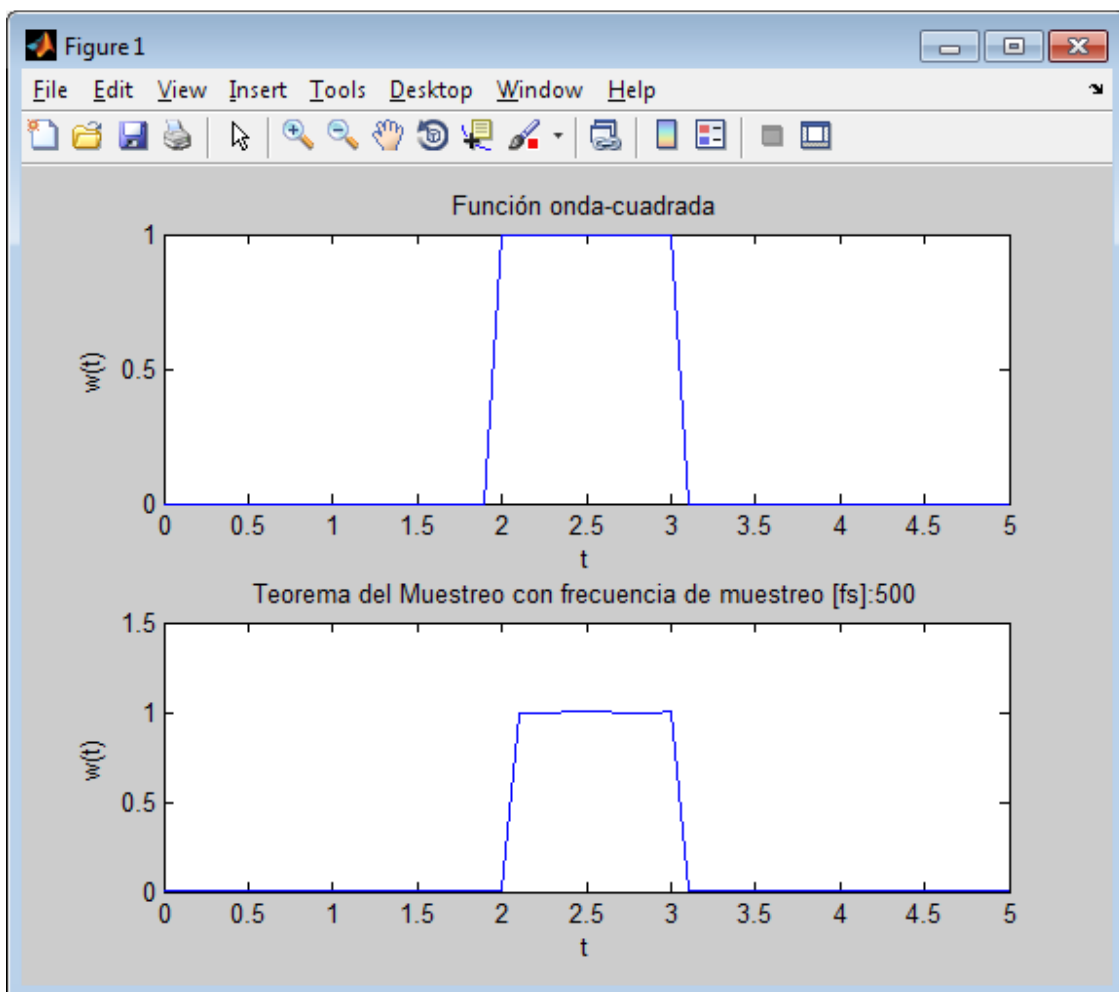 Figure 1
File Edit View Insert Tools Desktop Window Help
Función onda-cuadrada
1
0.5
0
w(t)
0 0.5 1 1.5 2 2.5 3 3.5 4 4.5 5
t
Teorema del Muestreo con frecuencia de muestreo [fs]:500
1.5
1
0.5
0
w(t)
0 0.5 1 1.5 2 2.5 3 3.5 4 4.5 5
t